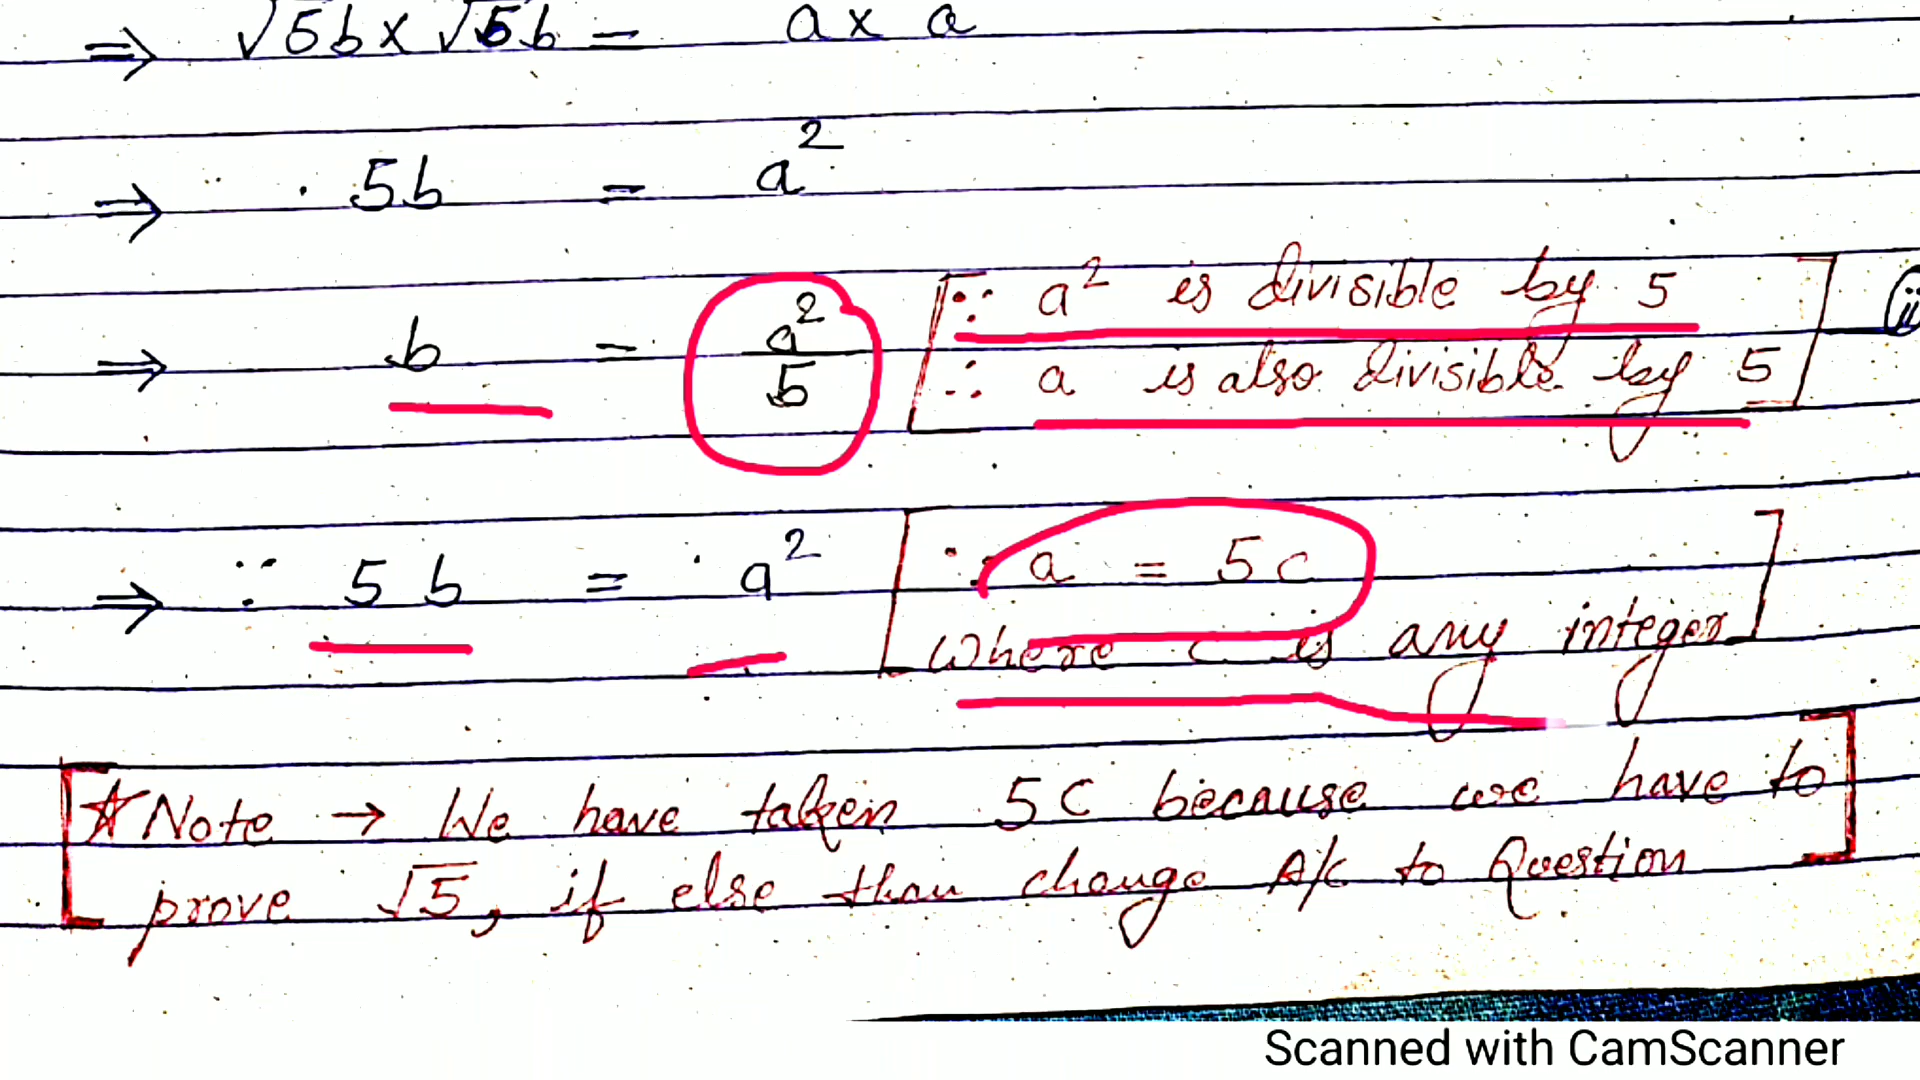 ⇒ √5b × √5b = a × a
⇒ 5b = a²
⇒ b = a²/5 [∵ a² is divisible by 5
∴ a is also divisible by 5] (ii
⇒ ∵ 5b = a² [∵ a = 5c
where c is any integer]
[☆ Note → We have taken 5c because we have to
prove √5, if else than change A/c to Question]
Scanned with CamScanner